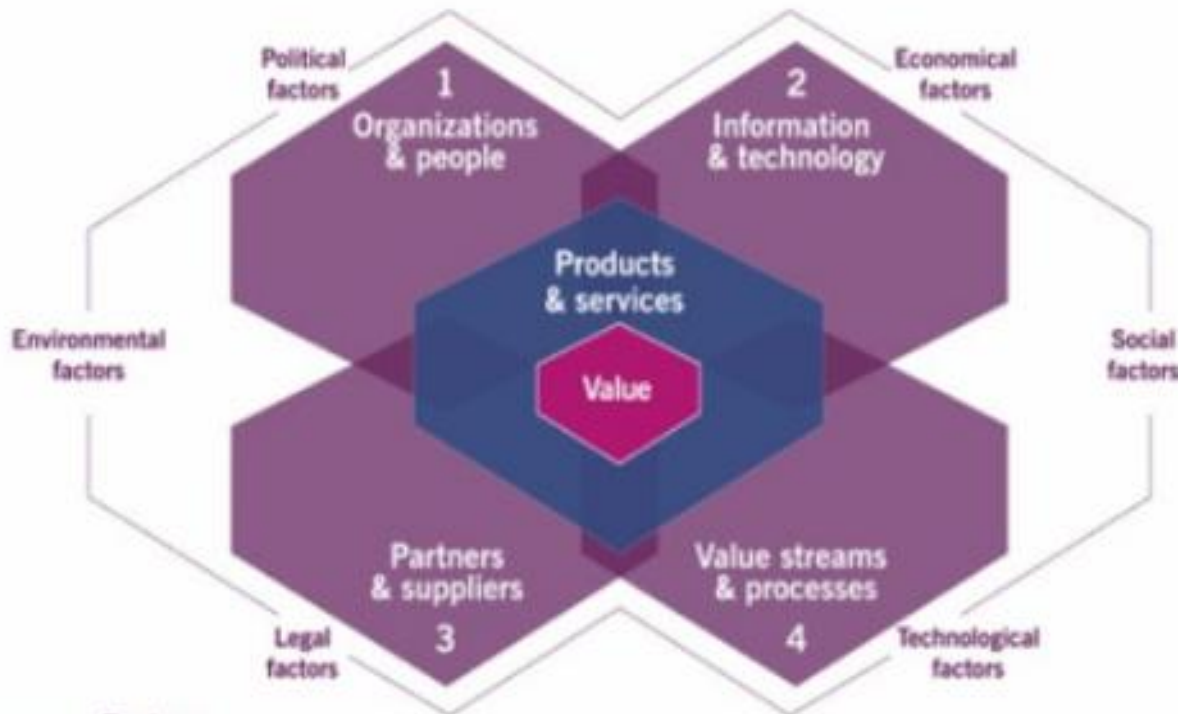 Political
factors
Economical
factors
1
Organizations
& people
2
Information
& technology
Products
& services
Environmental
factors
Value
Social
factors
Partners
& suppliers
3
Value streams
& processes
4
Legal
factors
Technological
factors